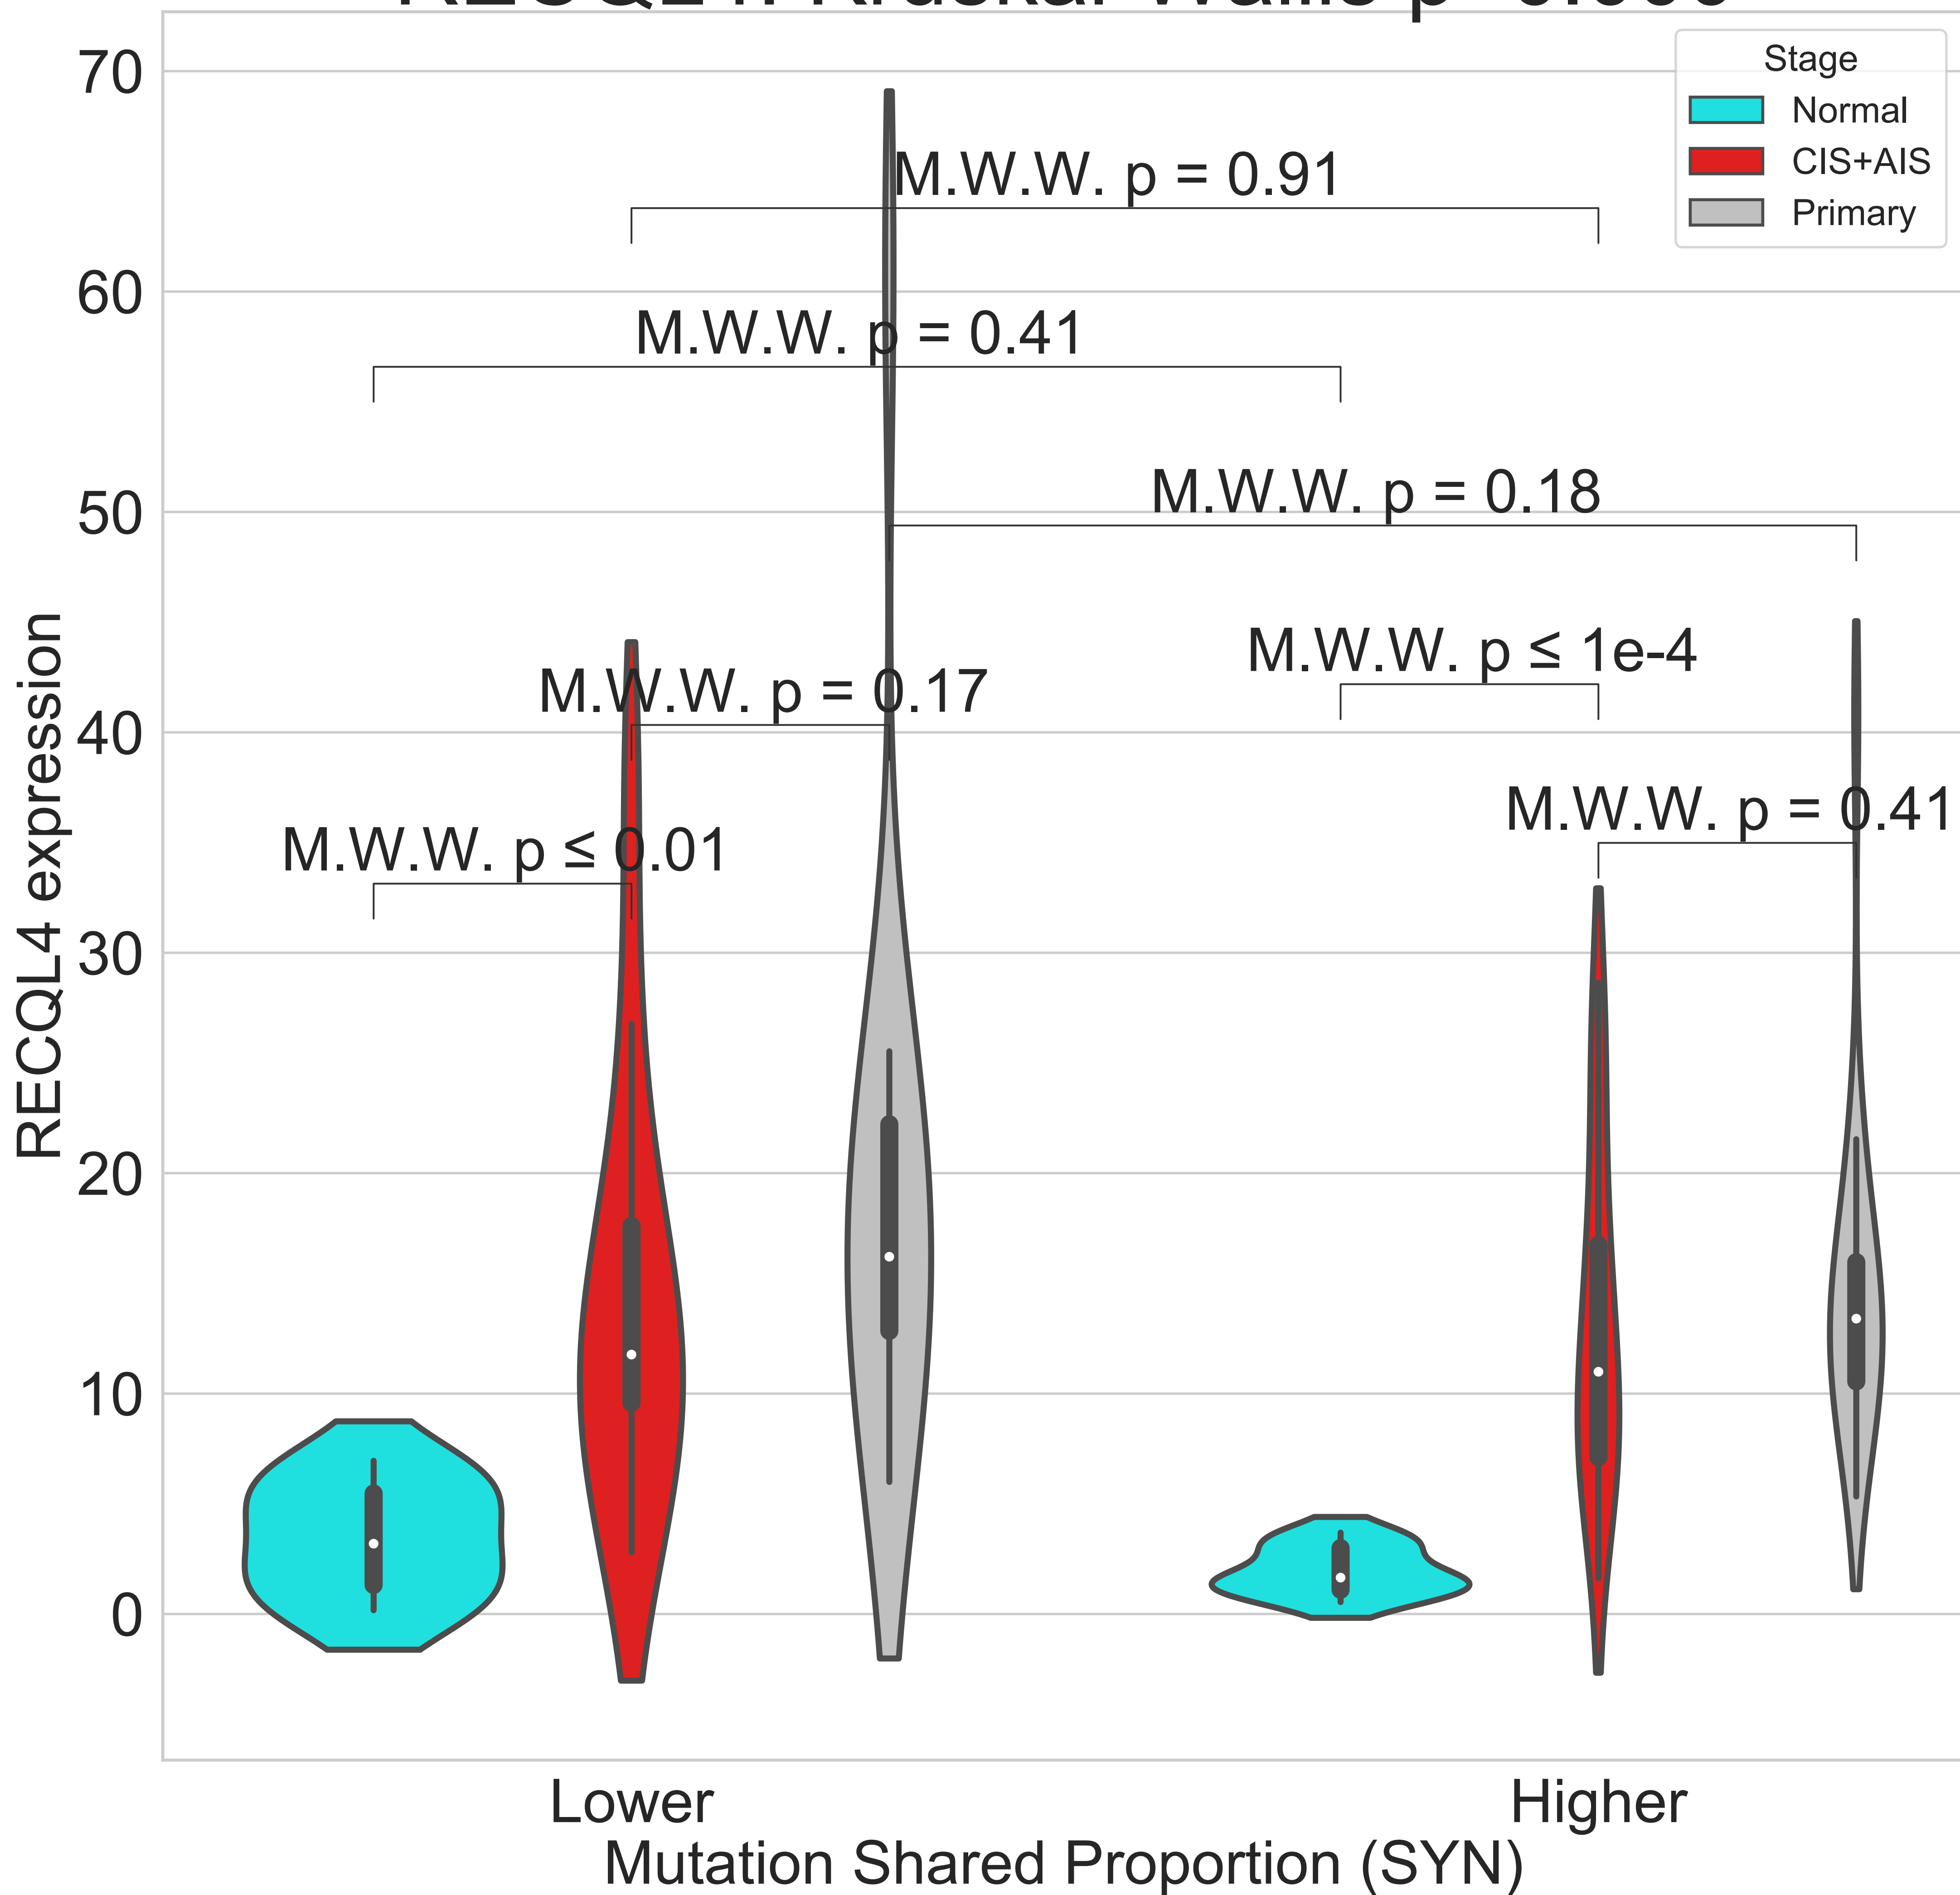 70
60
50
40
30
20
10
0
RECQL4 expression
Stage
Normal
CIS+AIS
Primary
M.W.W. p = 0.91
M.W.W. p = 0.41
M.W.W. p = 0.18
M.W.W. p = 0.17
M.W.W. p ≤ 1e-4
M.W.W. p = 0.41
M.W.W. p ≤ 0.01
Lower
Higher
Mutation Shared Proportion (SYN)